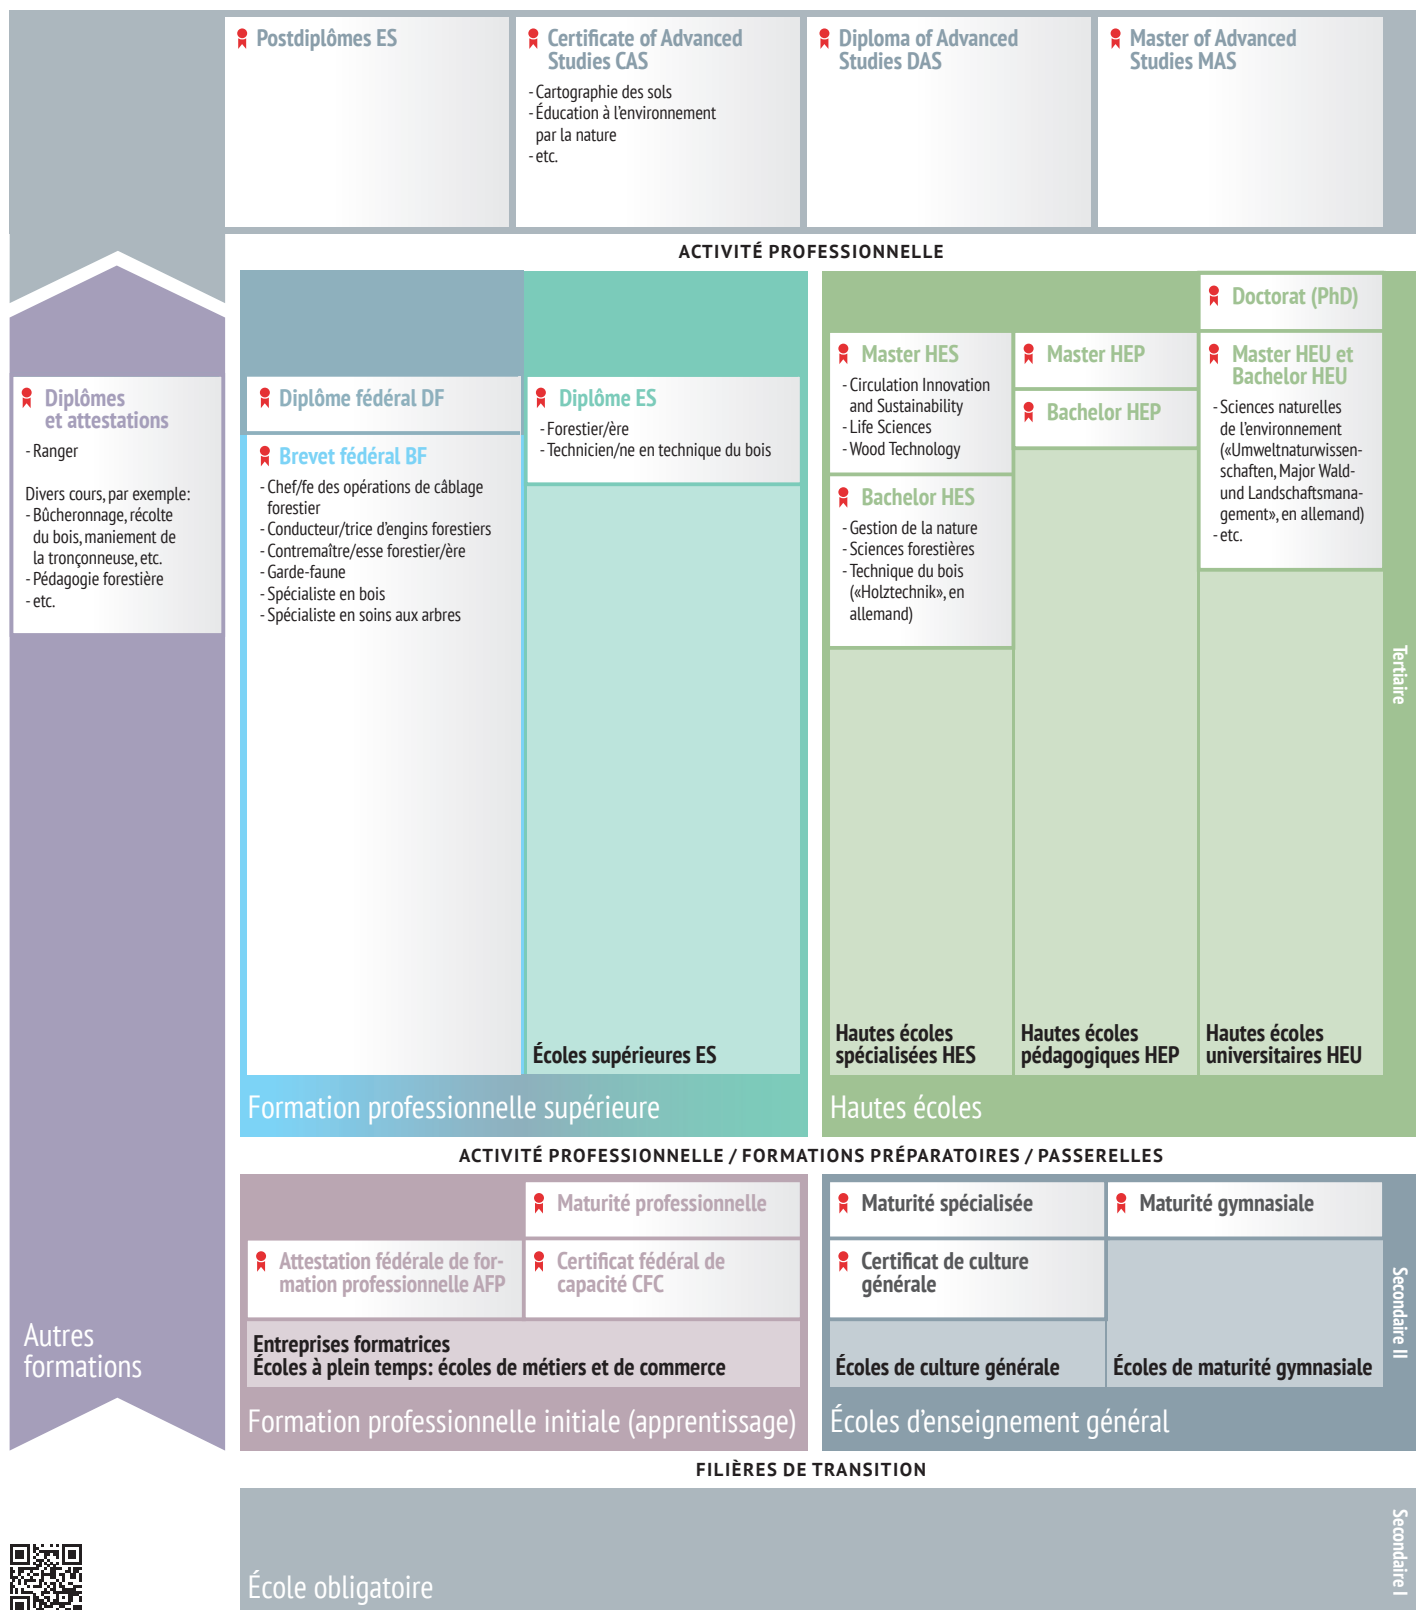 Postdiplômes ES
Certificate of Advanced
Studies CAS
- Cartographie des sols
- Éducation à l'environnement
par la nature
- etc.
Diploma of Advanced
Studies DAS
Master of Advanced
Studies MAS
ACTIVITÉ PROFESSIONNELLE
Diplômes
et attestations
- Ranger
Divers cours, par exemple:
- Bûcheronnage, récolte
du bois, maniement de
la tronçonneuse, etc.
- Pédagogie forestière
- etc.
Autres
formations
Diplôme fédéral DF
Brevet fédéral BF
- Chef/fe des opérations de câblage
forestier
- Conducteur/trice d'engins forestiers
- Contremaître/esse forestier/ère
- Garde-faune
- Spécialiste en bois
- Spécialiste en soins aux arbres
Diplôme ES
- Forestier/ère
- Technicien/ne en technique du bois
Écoles supérieures ES
Formation professionnelle supérieure
Master HES
- Circulation Innovation
and Sustainability
- Life Sciences
- Wood Technology
Bachelor HES
- Gestion de la nature
- Sciences forestières
- Technique du bois
(«Holztechnik», en
allemand)
Hautes écoles
spécialisées HES
Master HEP
Bachelor HEP
Hautes écoles
pédagogiques HEP
Doctorat (PhD)
Master HEU et
Bachelor HEU
- Sciences naturelles
de l'environnement
(«Umweltnaturwissen-
schaften, Major Wald-
und Landschaftsmana-
gement», en allemand)
- etc.
Hautes écoles
universitaires HEU
Hautes écoles
Tertiaire
ACTIVITÉ PROFESSIONNELLE / FORMATIONS PRÉPARATOIRES / PASSERELLES
Maturité professionnelle
Attestation fédérale de for-
mation professionnelle AFP
Certificat fédéral de
capacité CFC
Entreprises formatrices
Écoles à plein temps: écoles de métiers et de commerce
Formation professionnelle initiale (apprentissage)
Maturité spécialisée
Certificat de culture
générale
Écoles de culture générale
Maturité gymnasiale
Écoles de maturité gymnasiale
Écoles d'enseignement général
Secondaire II
FILIÈRES DE TRANSITION
École obligatoire
Secondaire I